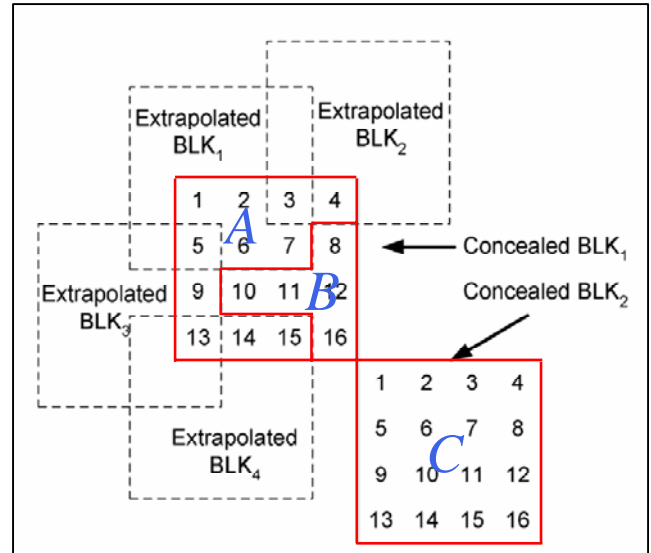 Extrapolated
BLK1
Extrapolated
BLK2
1 2 3 4
A
5 6 7 8
Concealed BLK1
Extrapolated
BLK3
9 10 11 12
B
Concealed BLK2
13 14 15 16
Extrapolated
BLK4
1 2 3 4
5 6 7 8
C
9 10 11 12
13 14 15 16